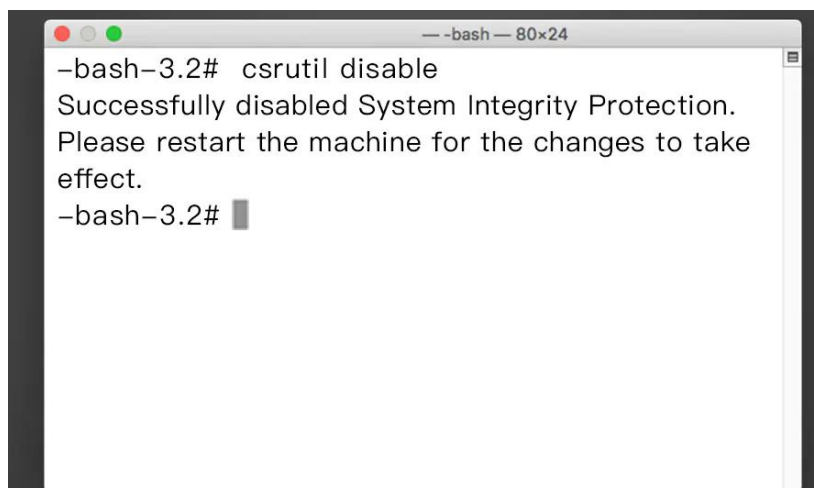 — -bash — 80×24
-bash-3.2# csrutil disable
Successfully disabled System Integrity Protection.
Please restart the machine for the changes to take
effect.
-bash-3.2#